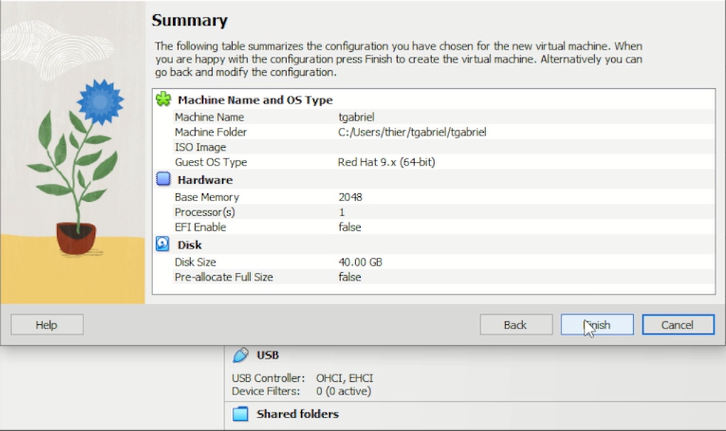 Summary
The following table summarizes the configuration you have chosen for the new virtual machine. When
you are happy with the configuration press Finish to create the virtual machine. Alternatively you can
go back and modify the configuration.
Machine Name and OS Type
Machine Name tgabriel
Machine Folder C:/Users/thier/tgabriel/tgabriel
ISO Image
Guest OS Type Red Hat 9.x (64-bit)
Hardware
Base Memory 2048
Processor(s) 1
EFI Enable false
Disk
Disk Size 40.00 GB
Pre-allocate Full Size false
Help Back Finish Cancel
USB
USB Controller: OHCI, EHCI
Device Filters: 0 (0 active)
Shared folders